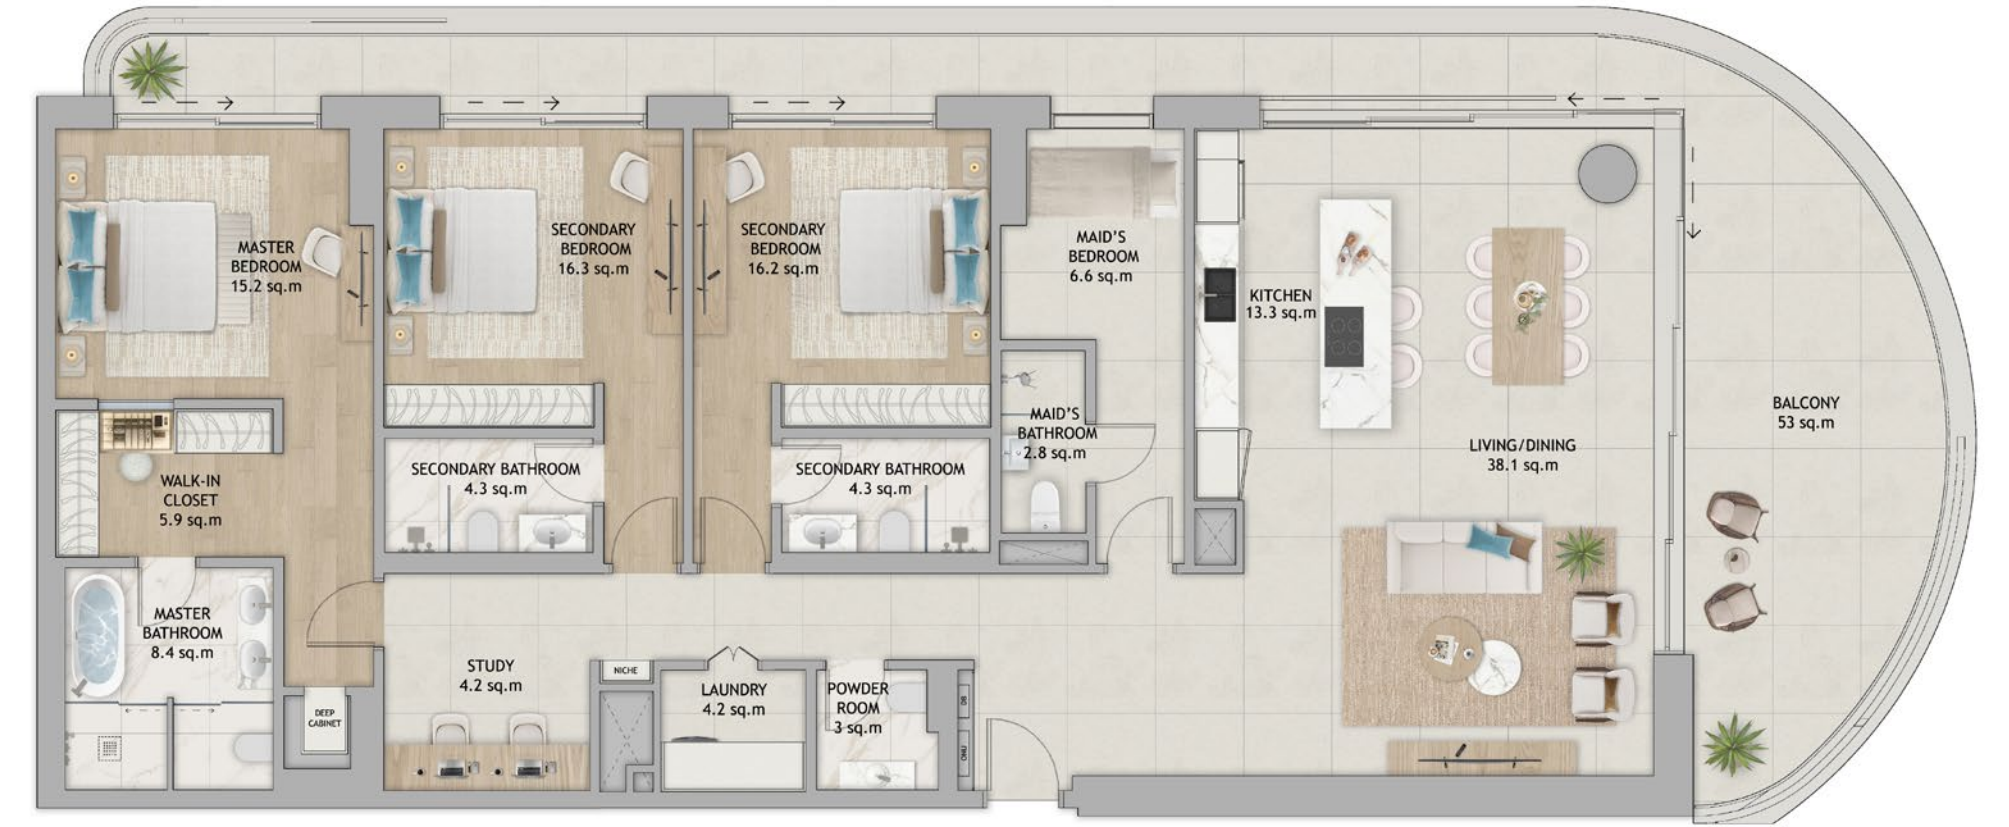 MASTER
BEDROOM
15.2 sq.m
SECONDARY
BEDROOM
16.3 sq.m
SECONDARY
BEDROOM
16.2 sq.m
MAID'S
BEDROOM
6.6 sq.m
KITCHEN
13.3 sq.m
BALCONY
53 sq.m
LIVING/DINING
38.1 sq.m
MAID'S
BATHROOM
2.8 sq.m
WALK-IN
CLOSET
5.9 sq.m
SECONDARY BATHROOM
4.3 sq.m
SECONDARY BATHROOM
4.3 sq.m
MASTER
BATHROOM
8.4 sq.m
DEEP
CABINET
STUDY
4.2 sq.m
NICHE
LAUNDRY
4.2 sq.m
POWDER
ROOM
3 sq.m
DB